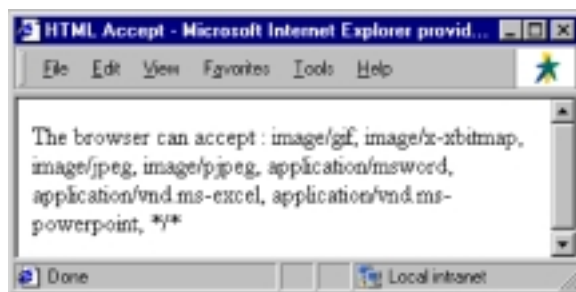 HTML Accept - Microsoft Internet Explorer provid...
File Edit View Favorites Tools Help
The browser can accept : image/gif, image/x-xbitmap,
image/jpeg, image/pjpeg, application/msword,
application/vnd.ms-excel, application/vnd.ms-
powerpoint, */*
Done Local intranet